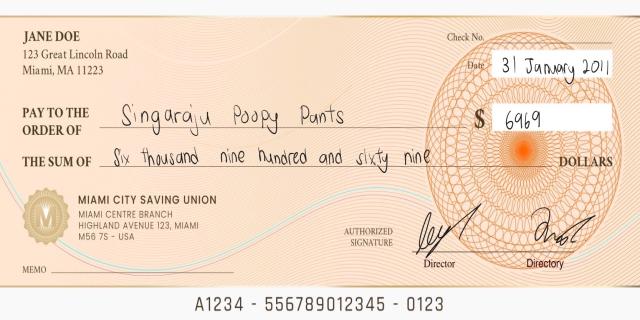 JANE DOE
Check No.
123 Great Lincoln Road
Miami, MA 11223
Date 31 January 2011
PAY TO THE
ORDER OF Singaraju Poopy Pants $ 6969
THE SUM OF Six thousand nine hundred and sixty nine DOLLARS
M
MIAMI CITY SAVING UNION
MIAMI CENTRE BRANCH
HIGHLAND AVENUE 123, MIAMI
M56 7S - USA
AUTHORIZED
SIGNATURE
Director Directory
MEMO
A1234 - 556789012345 - 0123